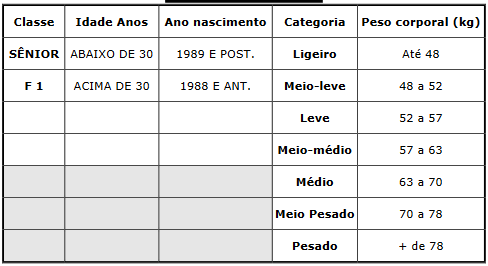 Classe Idade Anos Ano nascimento Categoria Peso corporal (kg)
SÊNIOR ABAIXO DE 30 1989 E POST. Ligeiro Até 48
F 1 ACIMA DE 30 1988 E ANT. Meio-leve 48 a 52
Leve 52 a 57
Meio-médio 57 a 63
Médio 63 a 70
Meio Pesado 70 a 78
Pesado + de 78